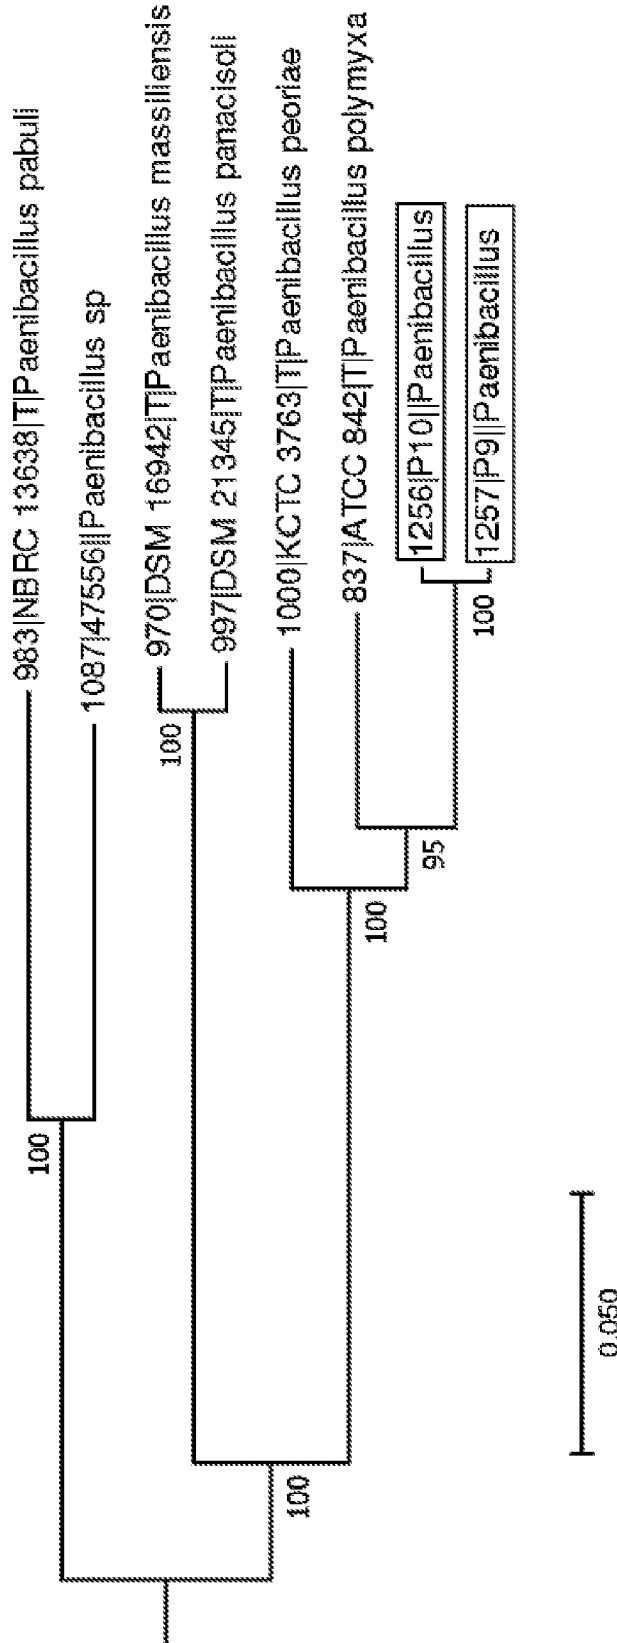 983|NBRC 13638|T|Paenibacillus pabuli
1087|47556||Paenibacillus sp
100
970|DSM 16942|T|Paenibacillus massiliensis
997|DSM 21345|T|Paenibacillus panacisoli
100
1000|KCTC 3763|T|Paenibacillus peoriae
837|ATCC 842|T|Paenibacillus polymyxa
1256|P10||Paenibacillus
1257|P9||Paenibacillus
100
95
100
100
0.050